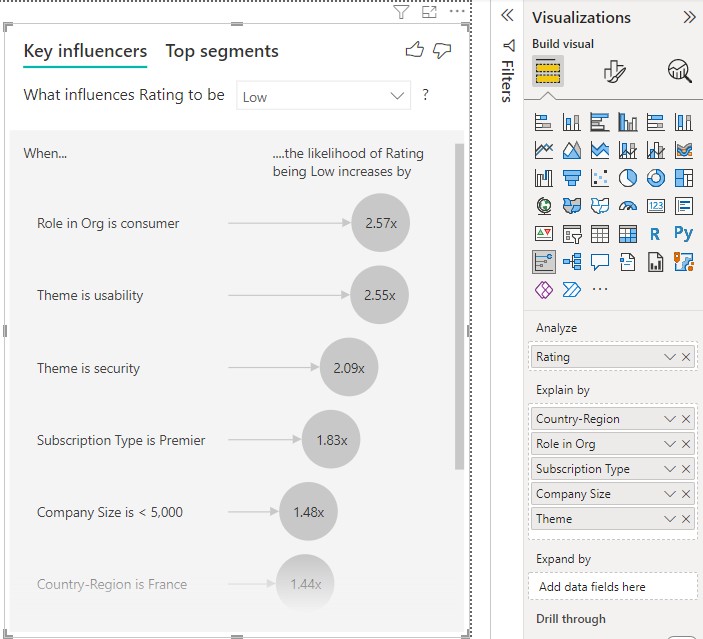 Key influencers Top segments
What influences Rating to be Low ?
When...
....the likelihood of Rating
being Low increases by
Role in Org is consumer 2.57x
Theme is usability 2.55x
Theme is security 2.09x
Subscription Type is Premier 1.83x
Company Size is < 5,000 1.48x
Country-Region is France 1.44x
Filters
Visualizations
Build visual
123
R Py
Analyze
Rating
Explain by
Country-Region
Role in Org
Subscription Type
Company Size
Theme
Expand by
Add data fields here
Drill through